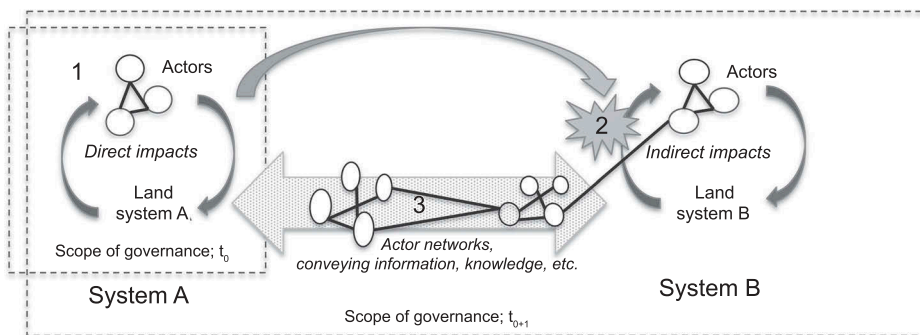 1
Actors
Direct impacts
Land
system A
Scope of governance; t0
System A
2
Actors
Indirect impacts
Land
system B
System B
3
Actor networks,
conveying information, knowledge, etc.
Scope of governance; t0+1